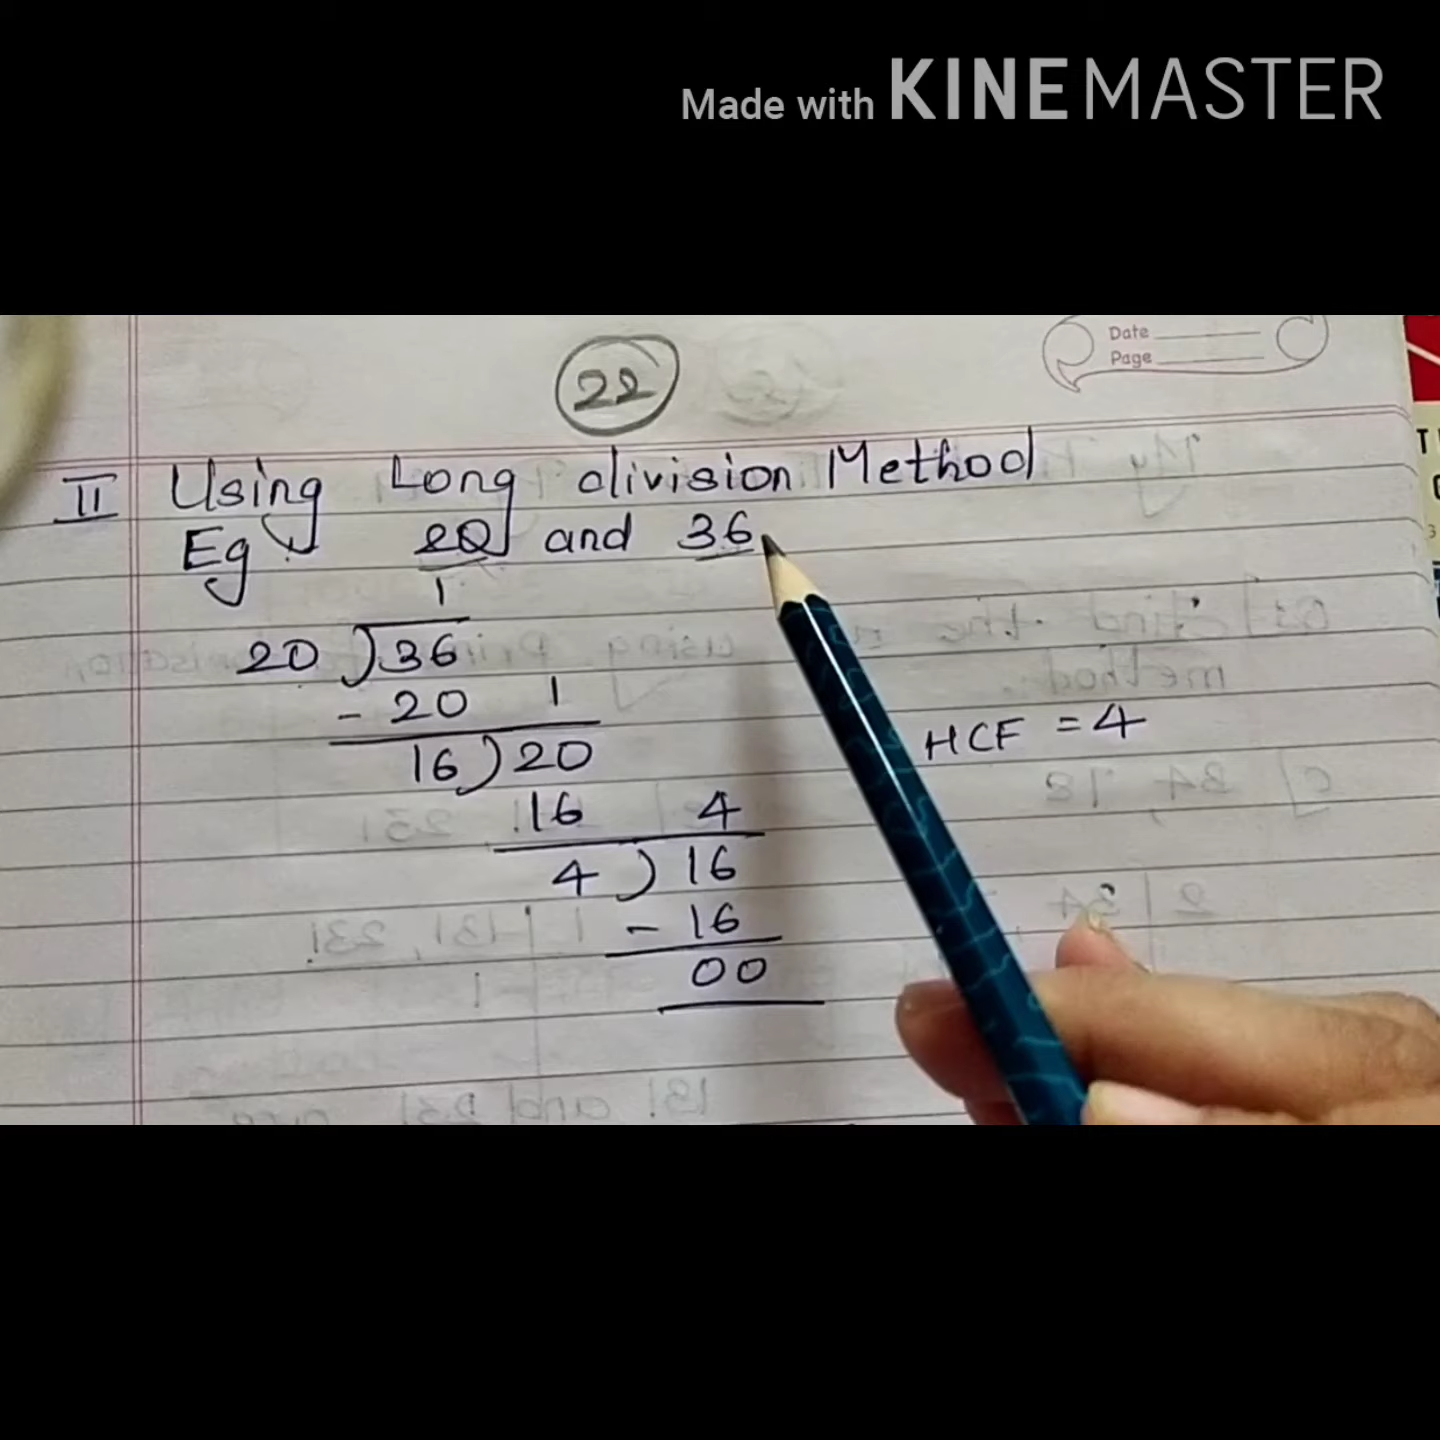 Made with KINEMASTER
Date
Page
22
II Using Long division Method
Eg 20 and 36
1
20 ) 36
- 20 1
16 ) 20
16 4
4 ) 16
- 16
00
HCF = 4